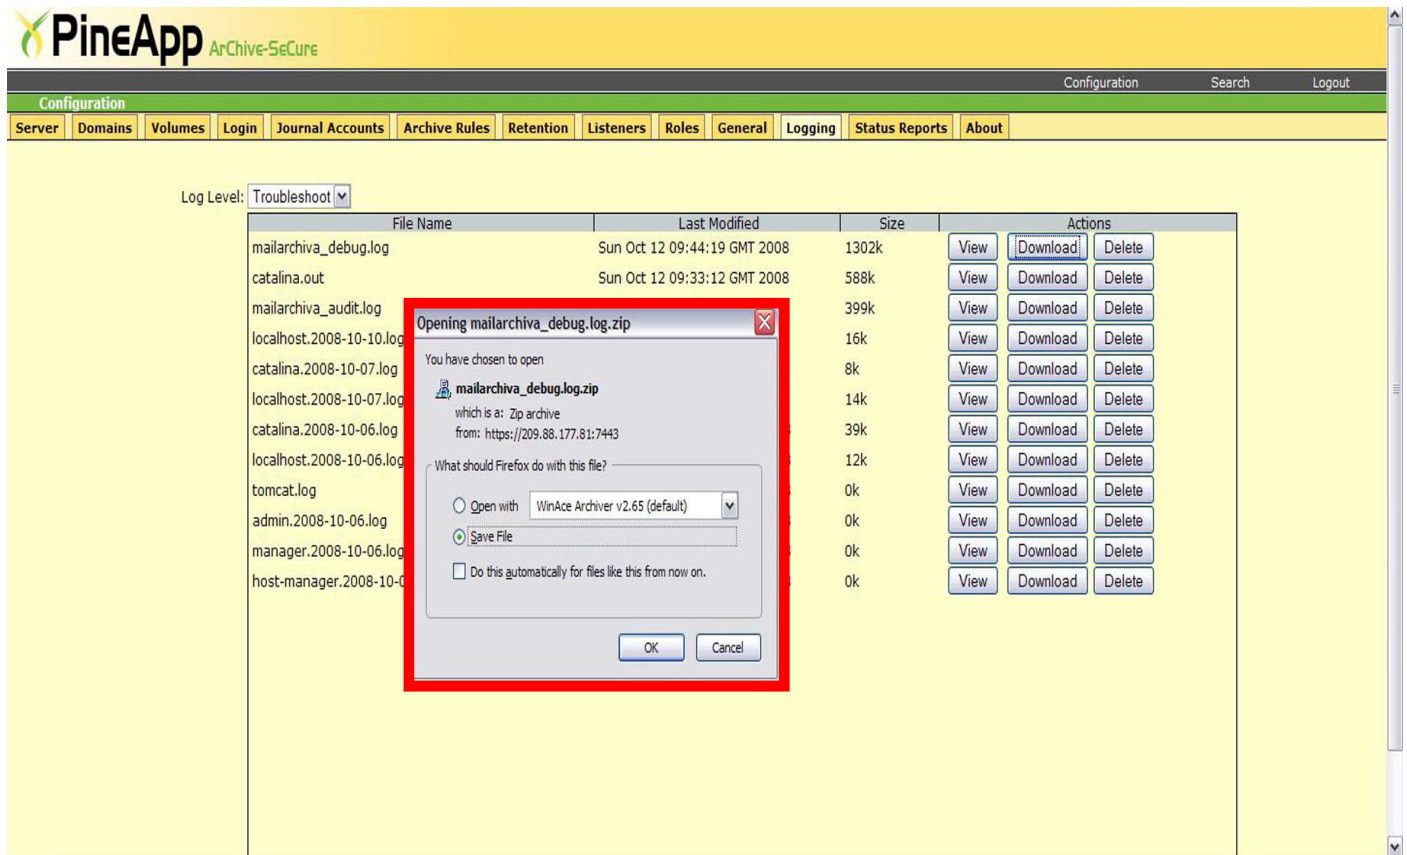 PineApp ArChive-SeCure
Configuration Search Logout
Configuration
Server Domains Volumes Login Journal Accounts Archive Rules Retention Listeners Roles General Logging Status Reports About
Log Level: Troubleshoot
File Name Last Modified Size Actions
mailarchiva_debug.log Sun Oct 12 09:44:19 GMT 2008 1302k View Download Delete
catalina.out Sun Oct 12 09:33:12 GMT 2008 588k View Download Delete
mailarchiva_audit.log 399k View Download Delete
localhost.2008-10-10.log 16k View Download Delete
catalina.2008-10-07.log 8k View Download Delete
localhost.2008-10-07.log 14k View Download Delete
catalina.2008-10-06.log 39k View Download Delete
localhost.2008-10-06.log 12k View Download Delete
tomcat.log 0k View Download Delete
admin.2008-10-06.log 0k View Download Delete
manager.2008-10-06.log 0k View Download Delete
host-manager.2008-10-0 0k View Download Delete
Opening mailarchiva_debug.log.zip
You have chosen to open
mailarchiva_debug.log.zip
which is a: Zip archive
from: https://209.88.177.81:7443
What should Firefox do with this file?
Open with WinAce Archiver v2.65 (default)
Save File
Do this automatically for files like this from now on.
OK Cancel